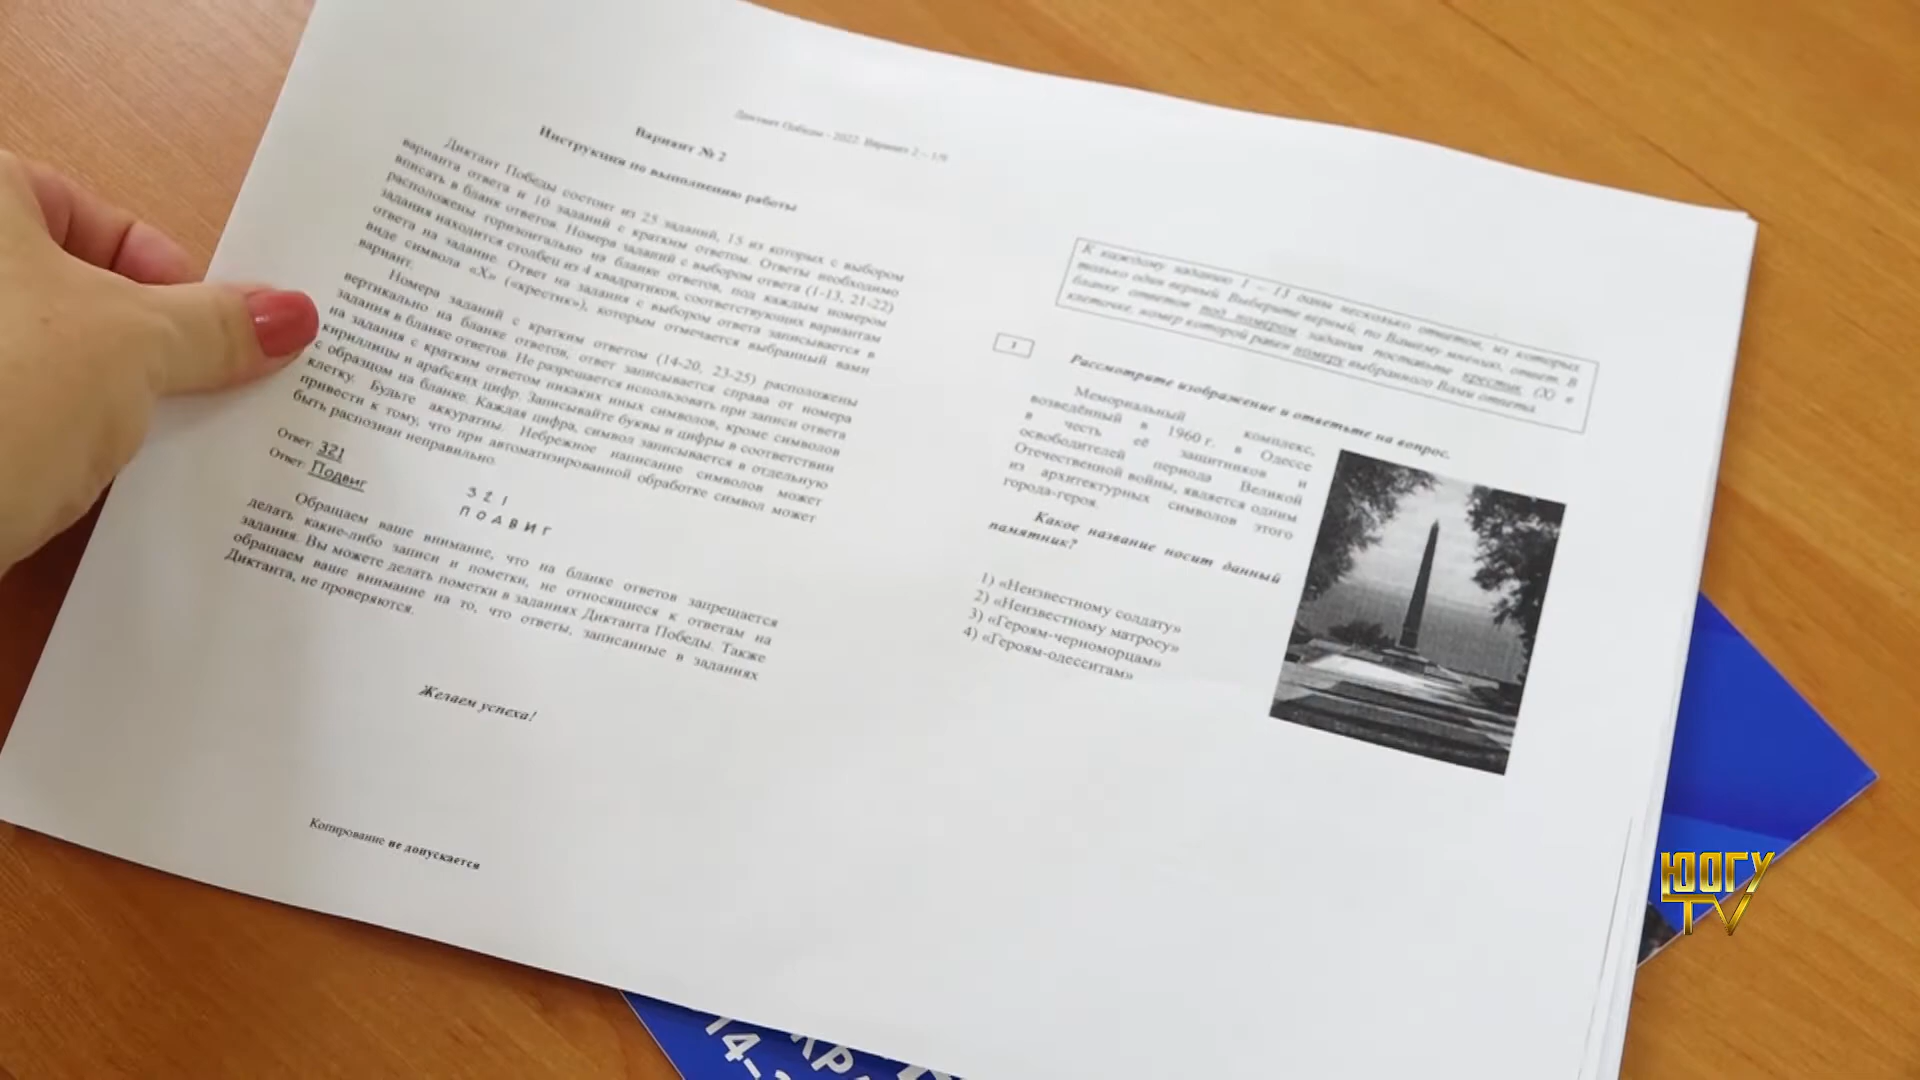 Диктант Победы - 2022. Вариант 2 – 1/8
Вариант № 2
Инструкция по выполнению работы
Диктант Победы состоит из 25 заданий, 15 из которых с выбором
варианта ответа и 10 заданий с кратким ответом. Ответы необходимо
вписать в бланк ответов. Номера заданий с выбором ответа (1-13, 21-22)
расположены горизонтально на бланке ответов, под каждым номером
задания находится столбец из 4 квадратиков, соответствующих вариантам
ответа на задание. Ответ на задания с выбором ответа записывается в
виде символа «Х» («крестик»), которым отмечается выбранный вами
вариант.
Номера заданий с кратким ответом (14-20, 23-25) расположены
вертикально на бланке ответов, ответ записывается справа от номера
задания в бланке ответов. Не разрешается использовать при записи ответа
на задания с кратким ответом никаких иных символов, кроме символов
кириллицы и арабских цифр. Записывайте буквы и цифры в соответствии
с образцом на бланке. Каждая цифра, символ записывается в отдельную
клетку. Будьте аккуратны. Небрежное написание символов может
привести к тому, что при автоматизированной обработке символ может
быть распознан неправильно.
Ответ: 321
Ответ: Подвиг
3 2 1
П О Д В И Г
Обращаем ваше внимание, что на бланке ответов запрещается
делать какие-либо записи и пометки, не относящиеся к ответам на
задания. Вы можете делать пометки в заданиях Диктанта Победы. Также
обращаем ваше внимание на то, что ответы, записанные в заданиях
Диктанта, не проверяются.
Желаем успеха!
Копирование не допускается
К каждому заданию 1 – 13 даны несколько ответов, из которых
только один верный. Выберите верный, по Вашему мнению, ответ. В
бланке ответов под номером задания поставьте крестик (Х) в
клеточке, номер которой равен номеру выбранного Вами ответа.
1
Рассмотрите изображение и ответьте на вопрос.
Мемориальный комплекс,
возведённый в 1960 г. в Одессе
в честь её защитников и
освободителей периода Великой
Отечественной войны, является одним
из архитектурных символов этого
города-героя.
Какое название носит данный
памятник?
1) «Неизвестному солдату»
2) «Неизвестному матросу»
3) «Героям-черноморцам»
4) «Героям-одесситам»
ЮОГУ
TV